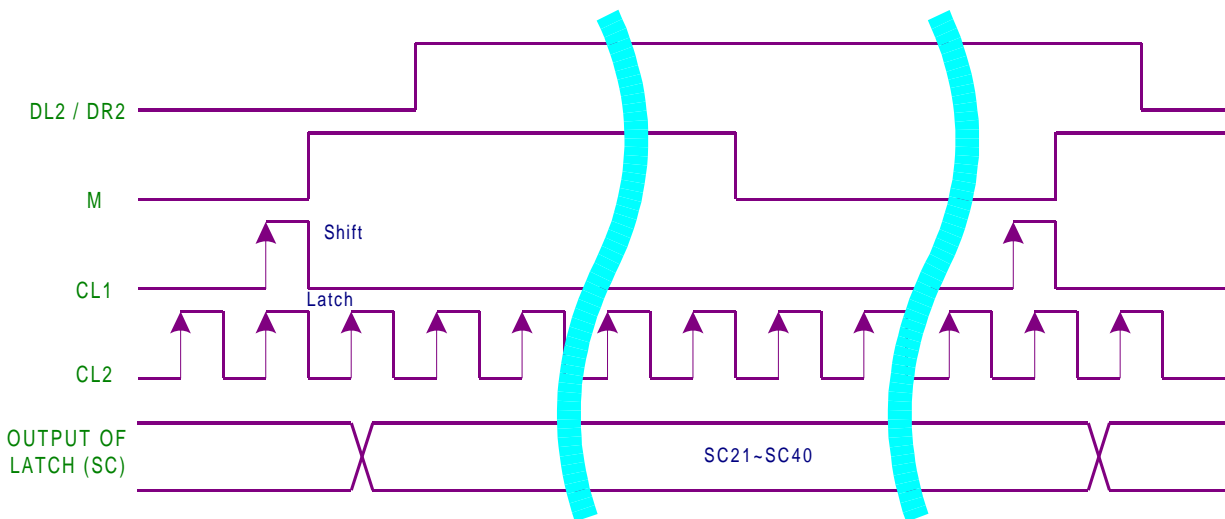 DL2 / DR2
M
Shift
CL1
Latch
CL2
OUTPUT OF
LATCH (SC)
SC21~SC40